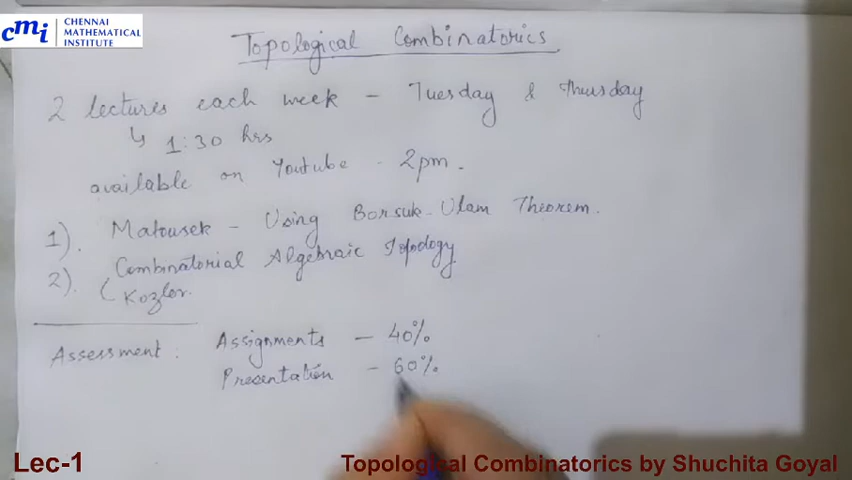 cmi CHENNAI
MATHEMATICAL
INSTITUTE
Topological Combinatorics
2 lectures each week - Tuesday & Thursday
↳ 1:30 hrs
available on Youtube - 2pm.
1). Matousek - Using Borsuk-Ulam Theorem.
2). Combinatorial Algebraic Topology
(Kozlov.
Assessment : Assignments - 40%
Presentation - 60%
Lec-1
Topological Combinatorics by Shuchita Goyal